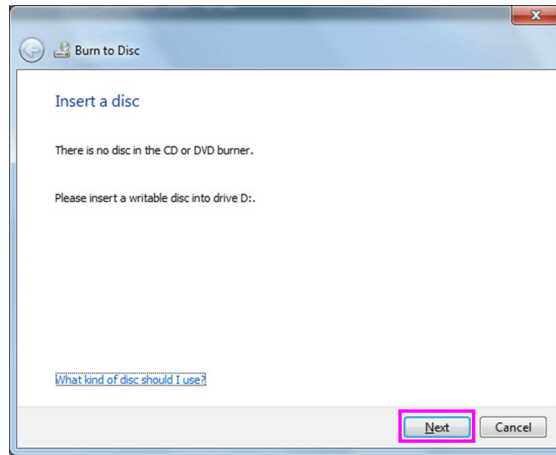 Burn to Disc
Insert a disc
There is no disc in the CD or DVD burner.
Please insert a writable disc into drive D:.
What kind of disc should I use?
Next
Cancel